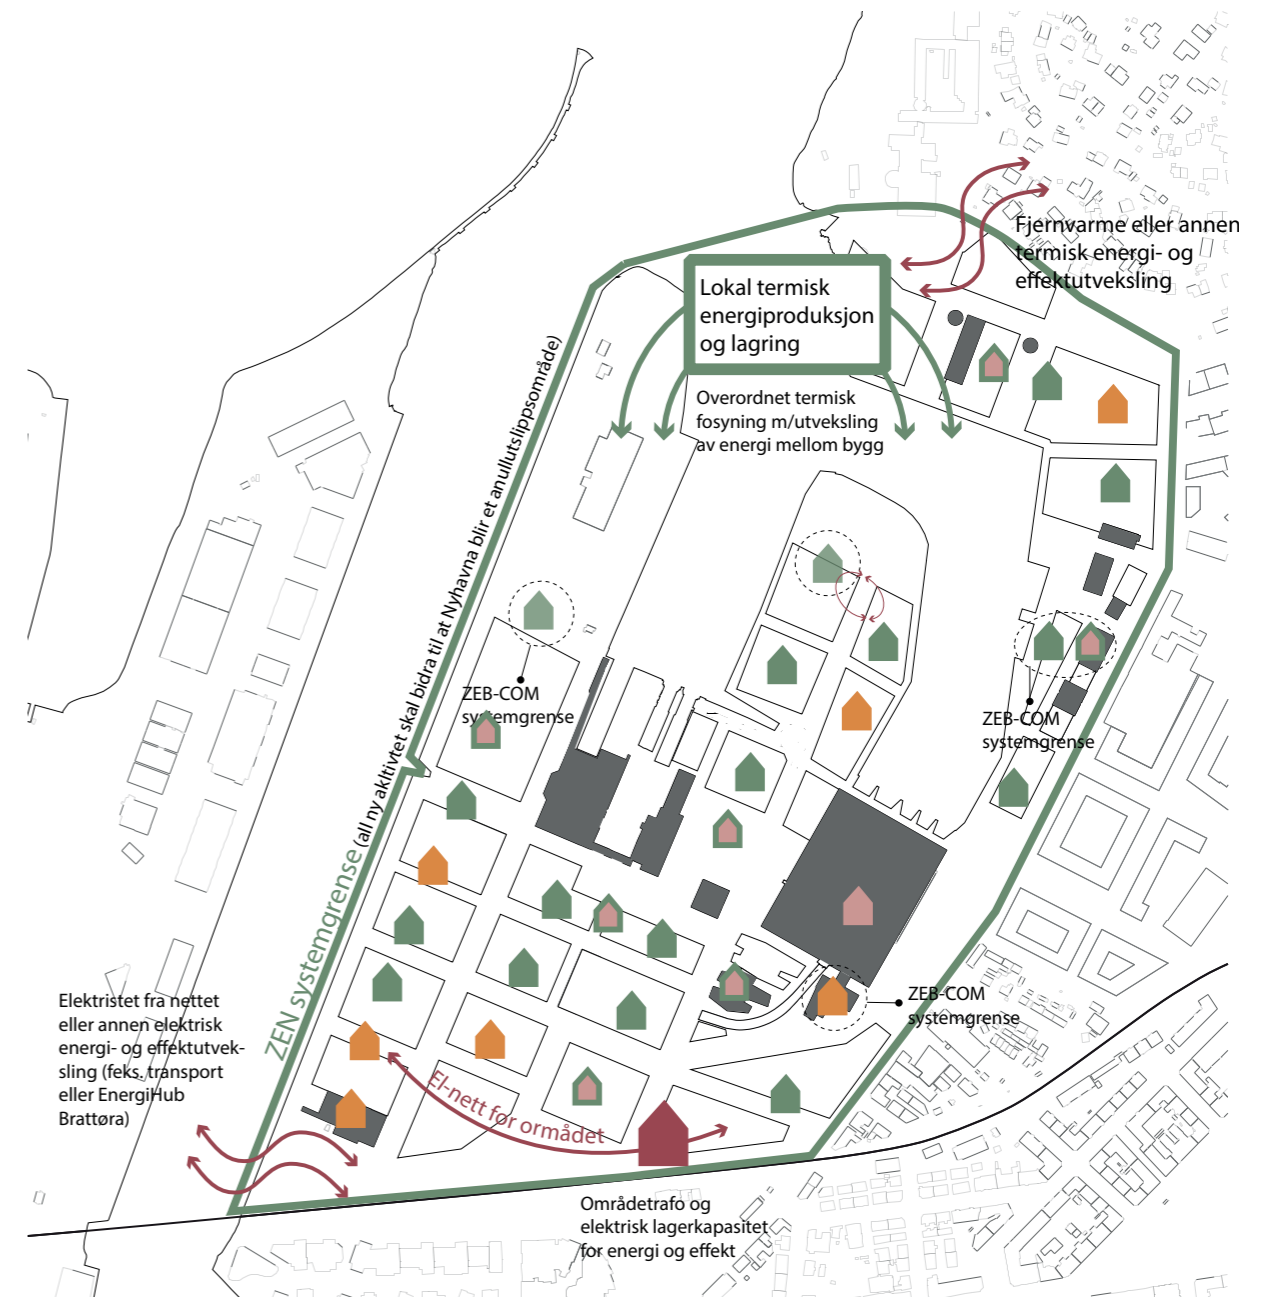 Fjernvarme eller annen
termisk energi- og
effektutveksling
Lokal termisk
energiproduksjon
og lagring
Overordnet termisk
fosyning m/utveksling
av energi mellom bygg
ZEN systemgrense (all ny akltivtet skal bidra til at Nyhavna blir et anullutslippsområde)
ZEB-COM
systemgrense
ZEB-COM
systemgrense
ZEB-COM
systemgrense
Elektristet fra nettet
eller annen elektrisk
energi- og effektutvek-
sling (feks. transport
eller EnergiHub
Brattøra)
El-nett for ormådet
Områdetrafo og
elektrisk lagerkapasitet
for energi og effekt